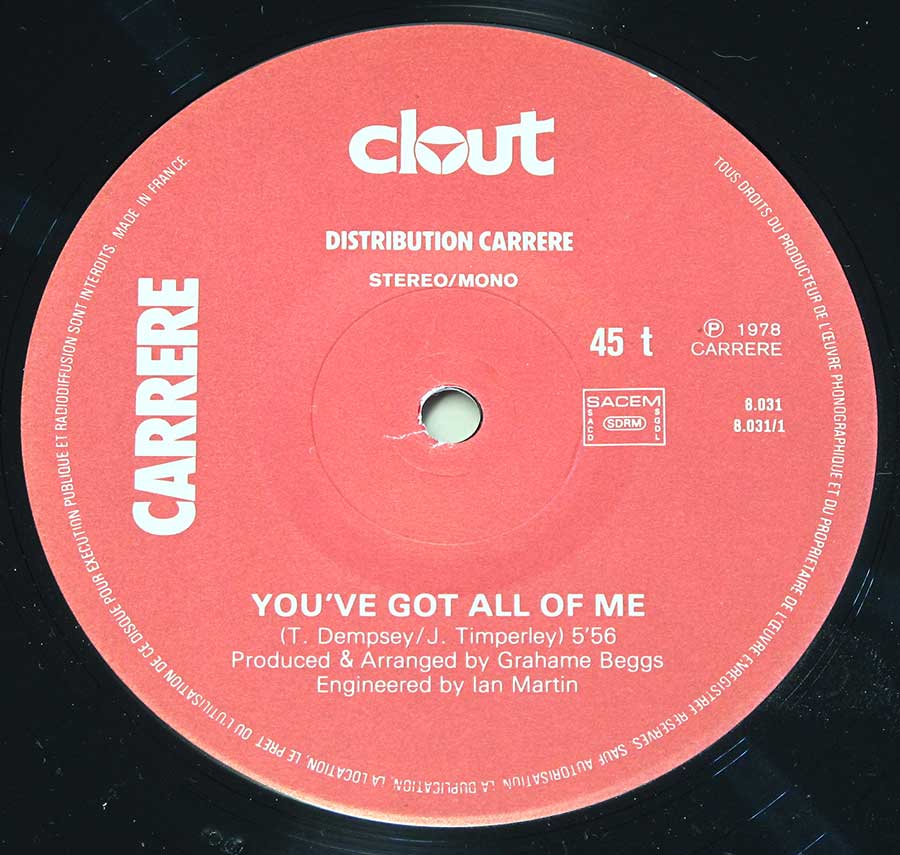 clout
DISTRIBUTION CARRERE
STEREO/MONO
CARRERE
45 t
Ⓟ 1978
CARRERE
SACEM
SACD
SDRM
SGDL
8.031
8.031/1
YOU'VE GOT ALL OF ME
(T. Dempsey/J. Timperley) 5'56
Produced & Arranged by Grahame Beggs
Engineered by Ian Martin
TOUS DROITS DU PRODUCTEUR DE L'ŒUVRE PHONOGRAPHIQUE ET DU PROPRIETAIRE DE L'ŒUVRE ENREGISTREE RESERVES. SAUF AUTORISATION, LA DUPLICATION, LA LOCATION, LE PRET OU L'UTILISATION DE CE DISQUE POUR EXECUTION PUBLIQUE ET RADIODIFFUSION SONT INTERDITS. MADE IN FRANCE.